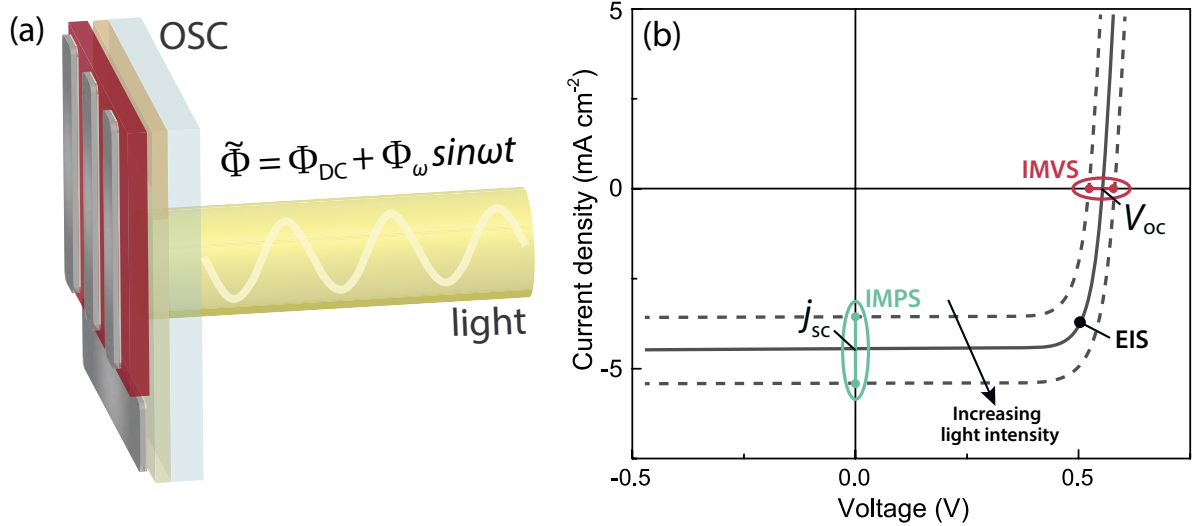 (a)
OSC
Φ̃ = Φ_DC + Φ_ω sinωt
light
(b)
Current density (mA cm⁻²)
5
0
-5
-0.5
0.0
0.5
Voltage (V)
IMVS
V_oc
IMPS
j_sc
EIS
Increasing
light intensity